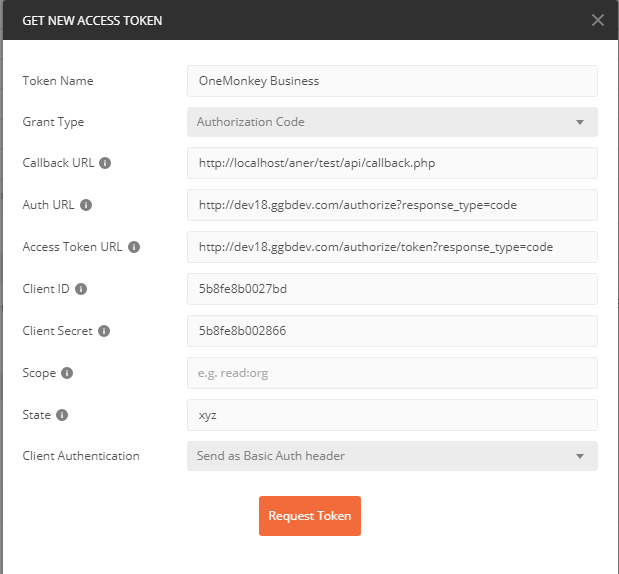 GET NEW ACCESS TOKEN
Token Name OneMonkey Business
Grant Type Authorization Code
Callback URL http://localhost/aner/test/api/callback.php
Auth URL http://dev18.ggbdev.com/authorize?response_type=code
Access Token URL http://dev18.ggbdev.com/authorize/token?response_type=code
Client ID 5b8fe8b0027bd
Client Secret 5b8fe8b002866
Scope e.g. read:org
State xyz
Client Authentication Send as Basic Auth header
Request Token